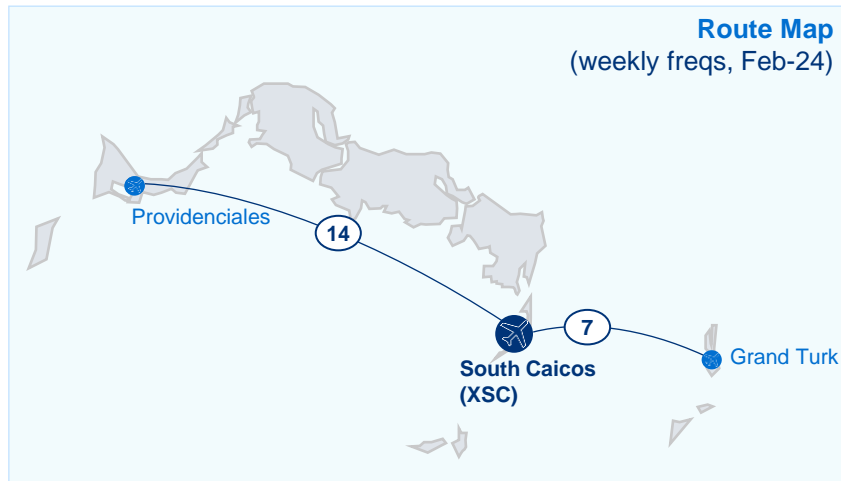 Route Map
(weekly freqs, Feb-24)
Providenciales
14
7
South Caicos
(XSC)
Grand Turk